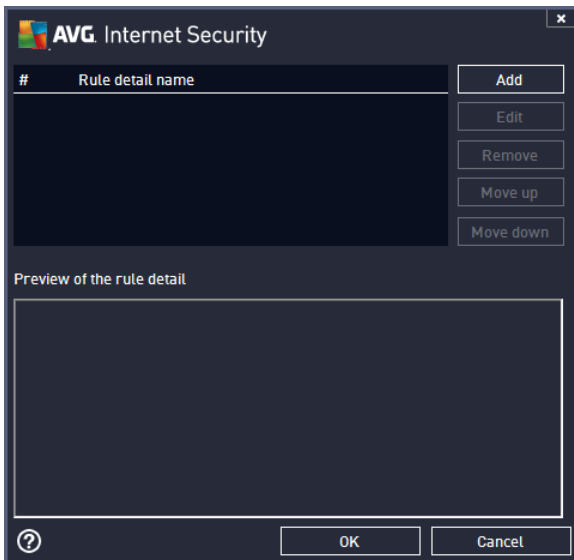 x
AVG. Internet Security
# Rule detail name
Add
Edit
Remove
Move up
Move down
Preview of the rule detail
?
OK
Cancel